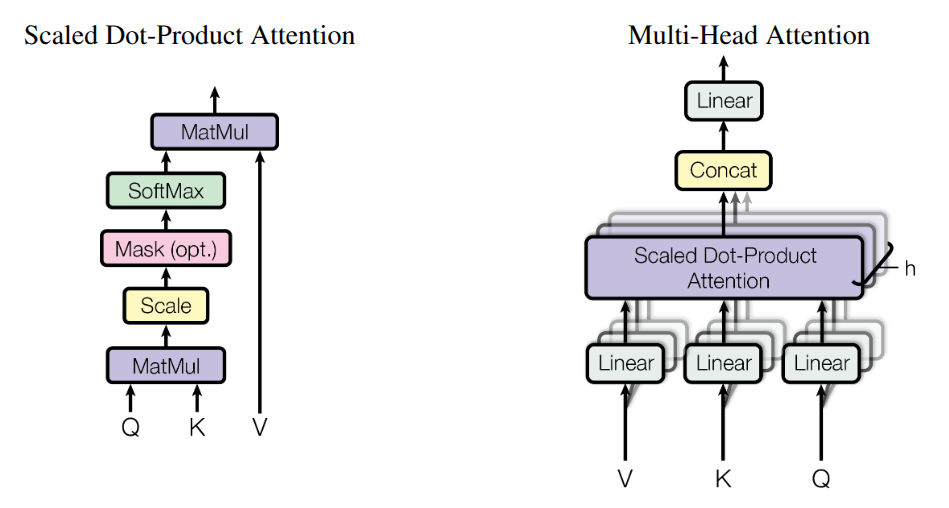 Scaled Dot-Product Attention
MatMul
SoftMax
Mask (opt.)
Scale
MatMul
Q K V
Multi-Head Attention
Linear
Concat
Scaled Dot-Product
Attention
h
Linear Linear Linear
V K Q